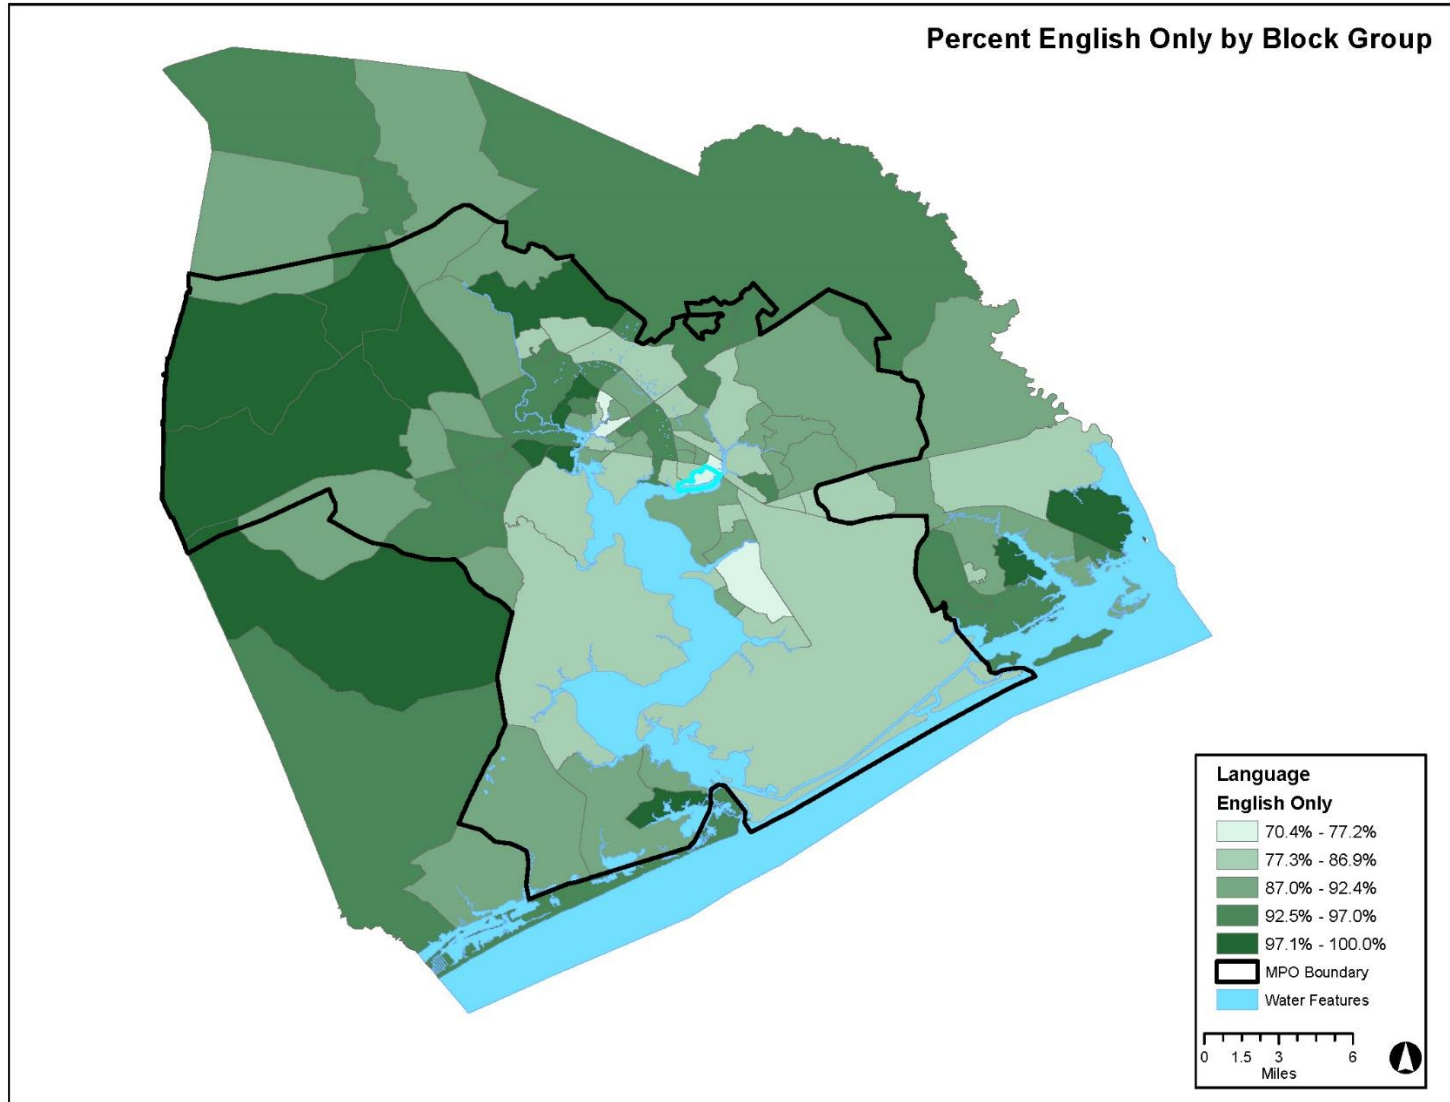 Percent English Only by Block Group
Language
English Only
70.4% - 77.2%
77.3% - 86.9%
87.0% - 92.4%
92.5% - 97.0%
97.1% - 100.0%
MPO Boundary
Water Features
0 1.5 3 6
Miles